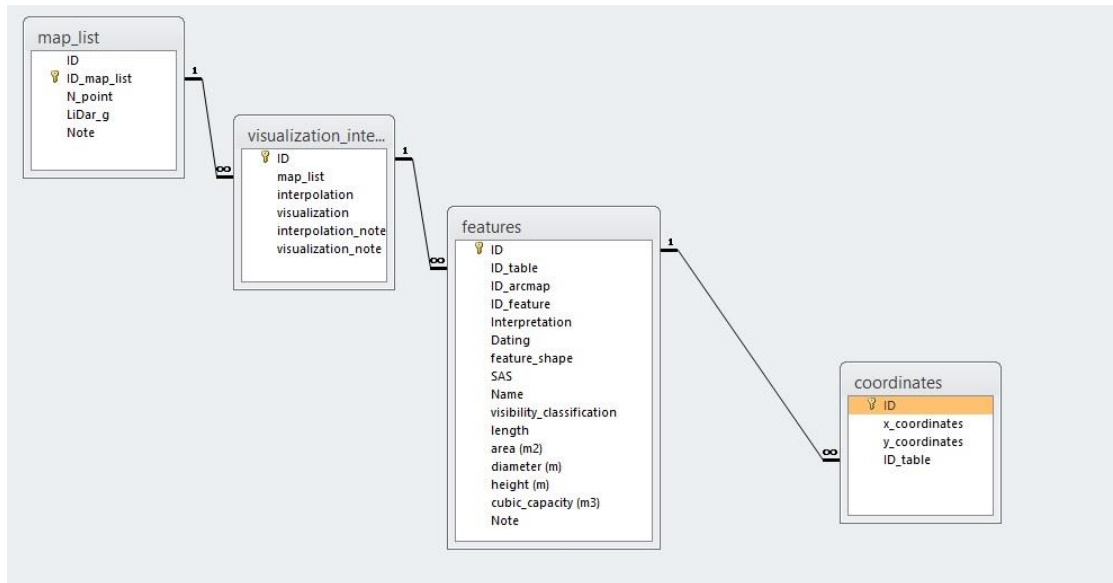 map_list
ID
ID_map_list
N_point
LiDar_g
Note
1
∞
visualization_inte...
ID
map_list
interpolation
visualization
interpolation_note
visualization_note
1
∞
features
ID
ID_table
ID_arcmap
ID_feature
Interpretation
Dating
feature_shape
SAS
Name
visibility_classification
length
area (m2)
diameter (m)
height (m)
cubic_capacity (m3)
Note
1
∞
coordinates
ID
x_coordinates
y_coordinates
ID_table